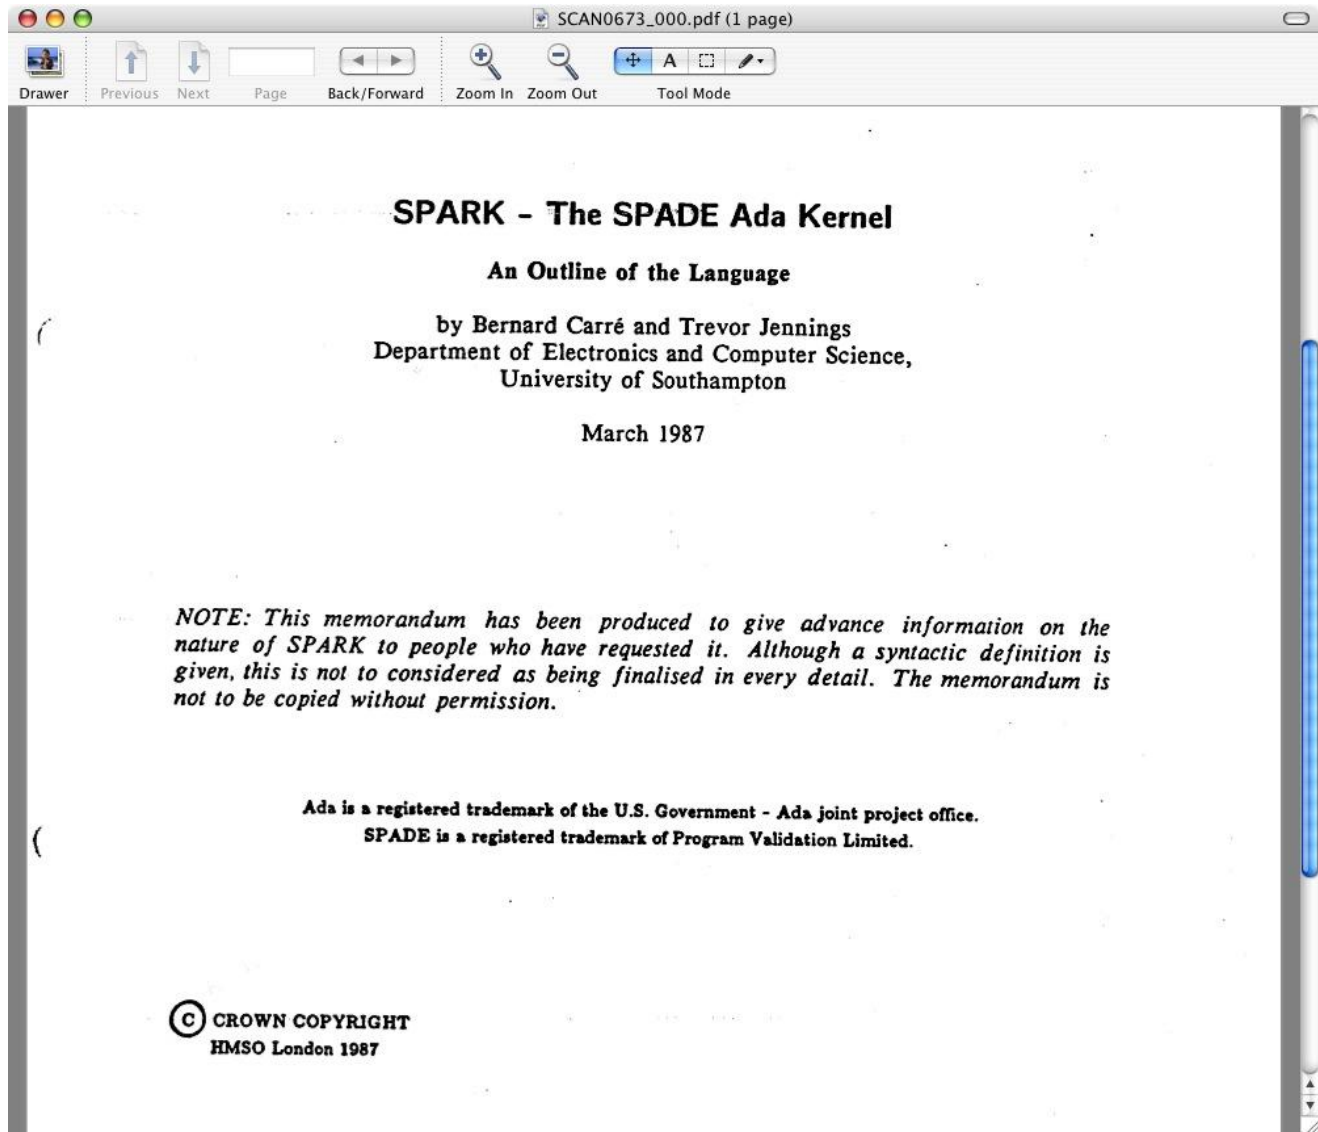 SCAN0673_000.pdf (1 page)
Drawer Previous Next Page Back/Forward Zoom In Zoom Out Tool Mode
A
SPARK – The SPADE Ada Kernel
An Outline of the Language
by Bernard Carré and Trevor Jennings
Department of Electronics and Computer Science,
University of Southampton
March 1987
NOTE: This memorandum has been produced to give advance information on the
nature of SPARK to people who have requested it. Although a syntactic definition is
given, this is not to considered as being finalised in every detail. The memorandum is
not to be copied without permission.
Ada is a registered trademark of the U.S. Government - Ada joint project office.
SPADE is a registered trademark of Program Validation Limited.
© CROWN COPYRIGHT
HMSO London 1987